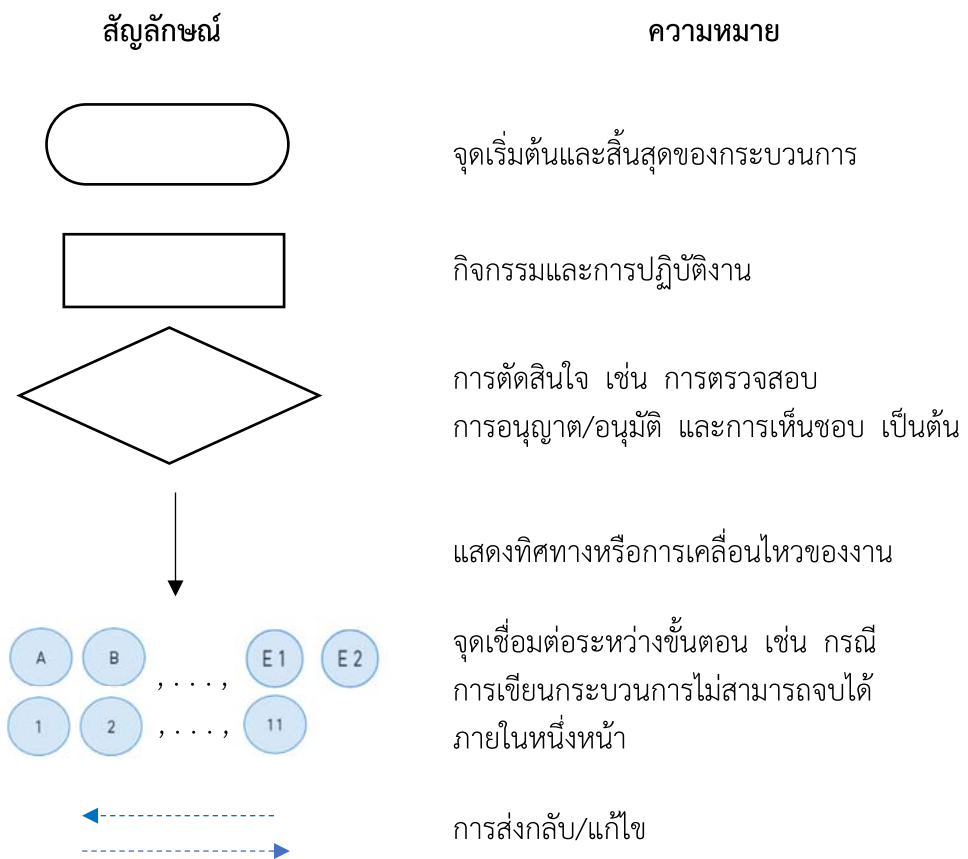 สัญลักษณ์ ความหมาย
จุดเริ่มต้นและสิ้นสุดของกระบวนการ
กิจกรรมและการปฏิบัติงาน
การตัดสินใจ เช่น การตรวจสอบ
การอนุญาต/อนุมัติ และการเห็นชอบ เป็นต้น
แสดงทิศทางหรือการเคลื่อนไหวของงาน
A B , . . . . , E 1 E 2
1 2 , . . . . , 11
จุดเชื่อมต่อระหว่างขั้นตอน เช่น กรณี
การเขียนกระบวนการไม่สามารถจบได้
ภายในหนึ่งหน้า
การส่งกลับ/แก้ไข